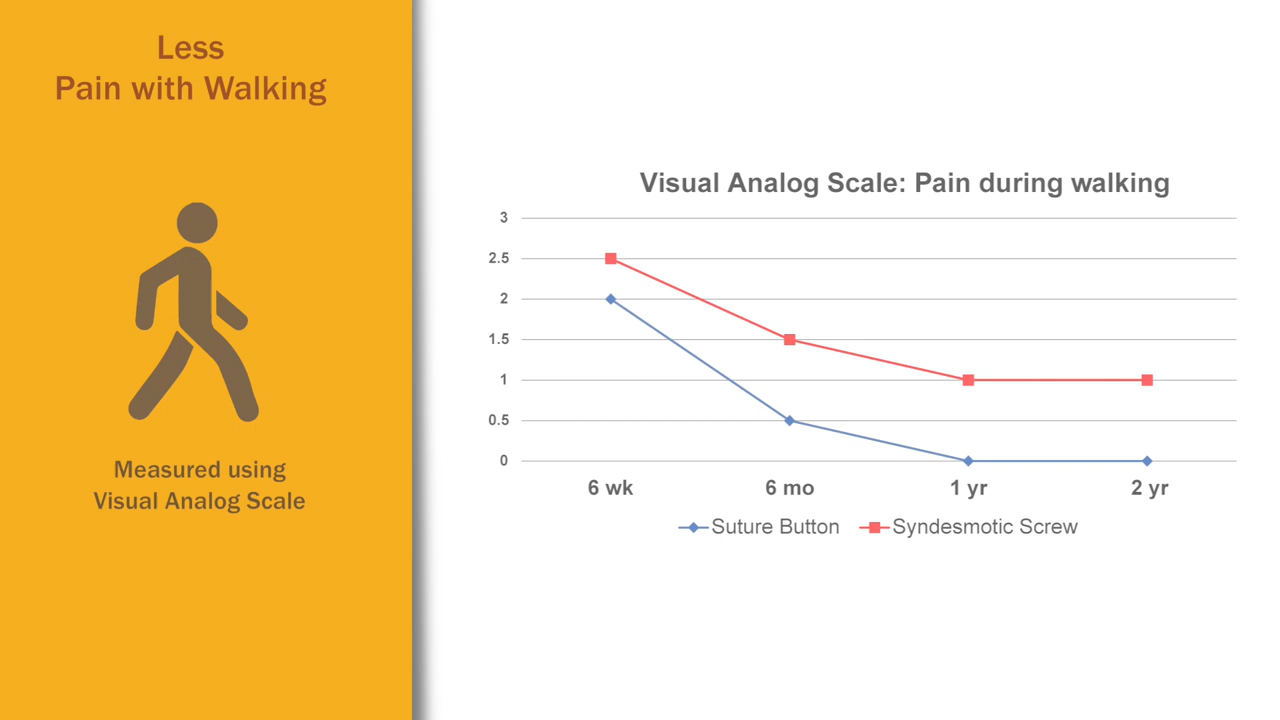 Less
Pain with Walking
Measured using
Visual Analog Scale
Visual Analog Scale: Pain during walking
3
2.5
2
1.5
1
0.5
0
6 wk 6 mo 1 yr 2 yr
Suture Button Syndesmotic Screw